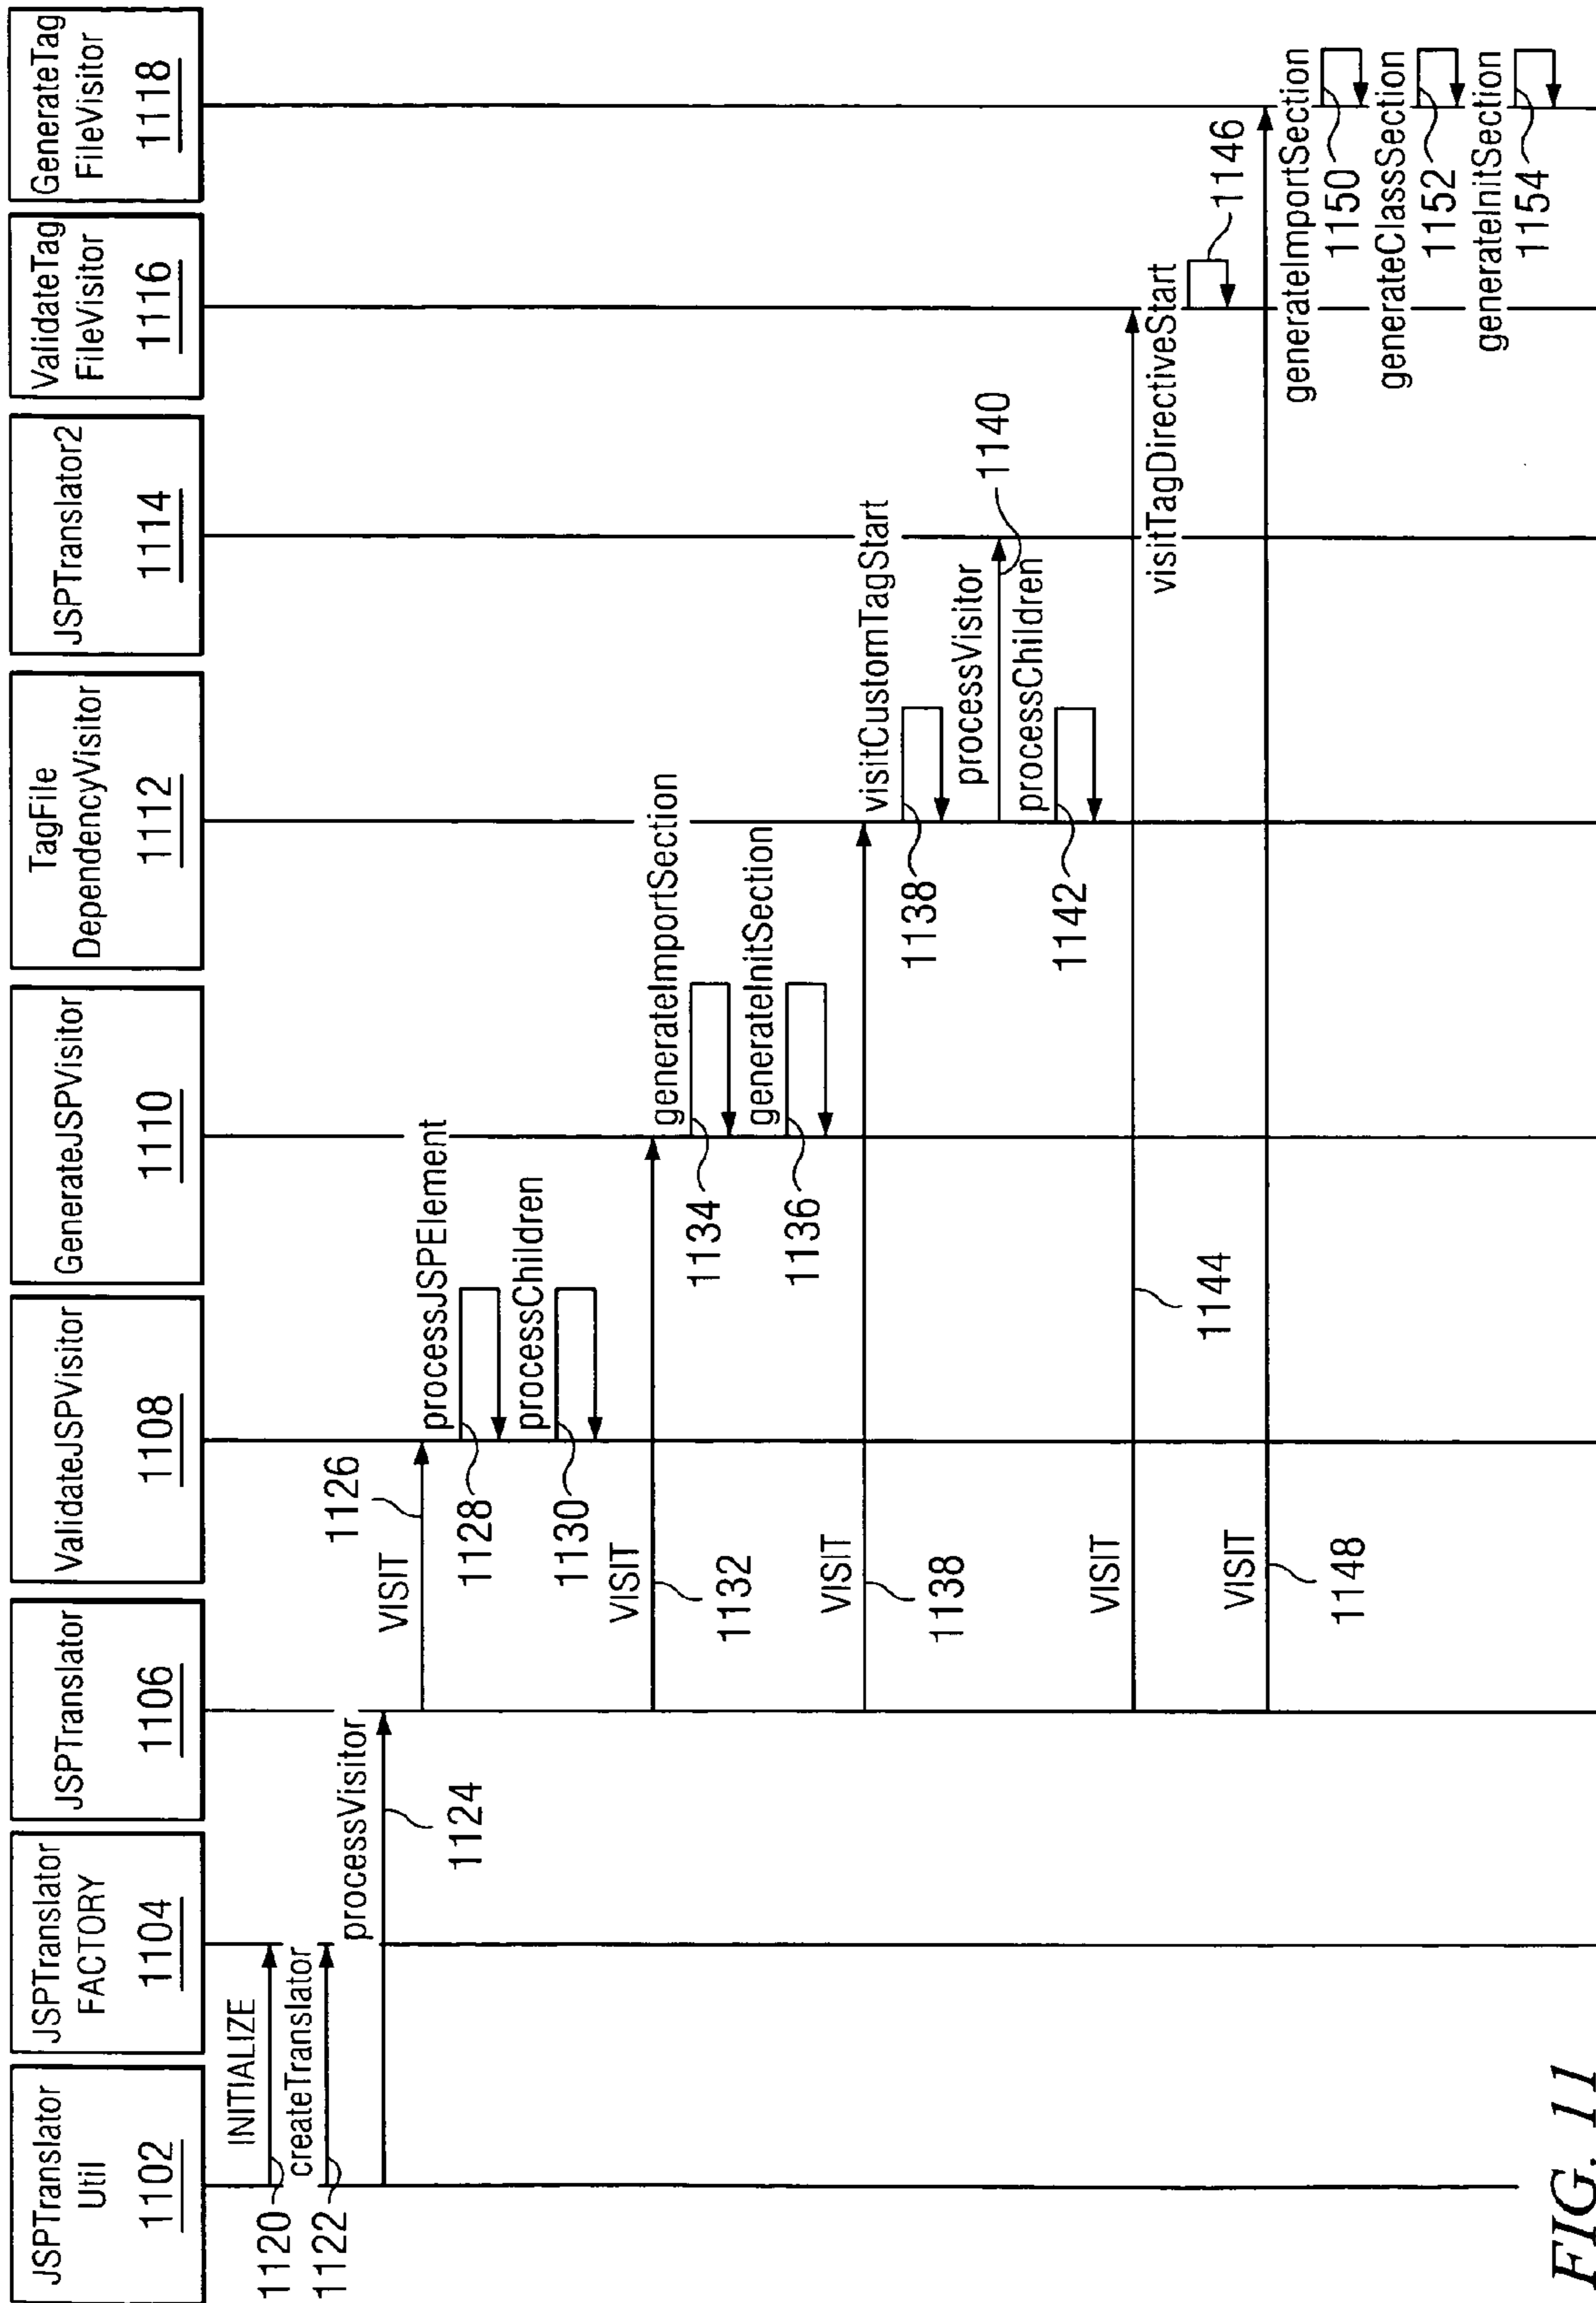 JSPTranslator
Util
1102
JSPTranslator
FACTORY
1104
JSPTranslator
1106
ValidateJSPVisitor
1108
GenerateJSPVisitor
1110
TagFile
DependencyVisitor
1112
JSPTranslator2
1114
ValidateTag
FileVisitor
1116
GenerateTag
FileVisitor
1118
INITIALIZE
1120
createTranslator
1122
processVisitor
1124
VISIT
1126
processJSPElement
1128
processChildren
1130
VISIT
1132
generateImportSection
1134
generateInitSection
1136
VISIT
1138
visitCustomTagStart
1138
processVisitor
1140
processChildren
1142
VISIT
1144
visitTagDirectiveStart
1146
VISIT
1148
generateImportSection
1150
generateClassSection
1152
generateInitSection
1154
FIG. 11